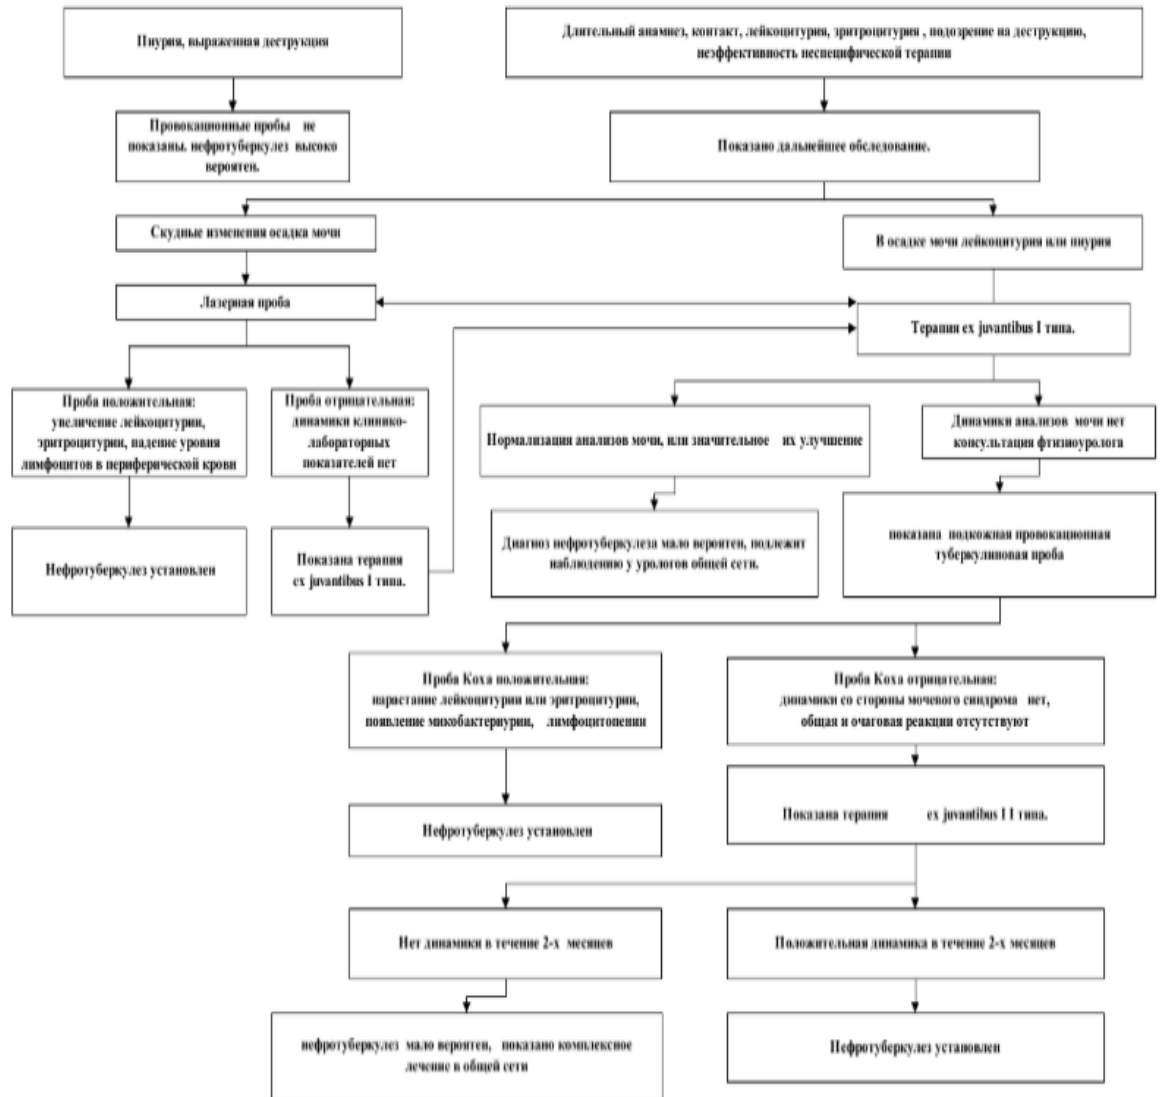 Пиурия, выраженная деструкция
Длительный анамнез, контакт, лейкоцитурия, эритроцитурия , подозрение на деструкцию,
неэффективность неспецифической терапии
Провокационные пробы не
показаны. нефротуберкулез высоко
вероятен.
Показано дальнейшее обследование.
Скудные изменения осадка мочи
В осадке мочи лейкоцитурия или пиурия
Лазерная проба
Терапия ex juvantibus I типа.
Проба положительная:
увеличение лейкоцитурии,
эритроцитурии, падение уровня
лимфоцитов в периферической крови
Проба отрицательная:
динамики клинико-
лабораторных
показателей нет
Нормализация анализов мочи, или значительное их улучшение
Динамики анализов мочи нет
консультация фтизиоуролога
Нефротуберкулез установлен
Показана терапия
ex juvantibus I типа.
Диагноз нефротуберкулеза мало вероятен, подлежит
наблюдению у урологов общей сети.
показана подкожная провокационная
туберкулиновая проба
Проба Коха положительная:
нарастание лейкоцитурии или эритроцитурии,
появление микобактериурии, лимфоцитопении
Проба Коха отрицательная:
динамики со стороны мочевого синдрома нет,
общая и очаговая реакции отсутствуют
Нефротуберкулез установлен
Показана терапия ex juvantibus I I типа.
Нет динамики в течение 2-х месяцев
Положительная динамика в течение 2-х месяцев
нефротуберкулез мало вероятен, показано комплексное
лечение в общей сети
Нефротуберкулез установлен